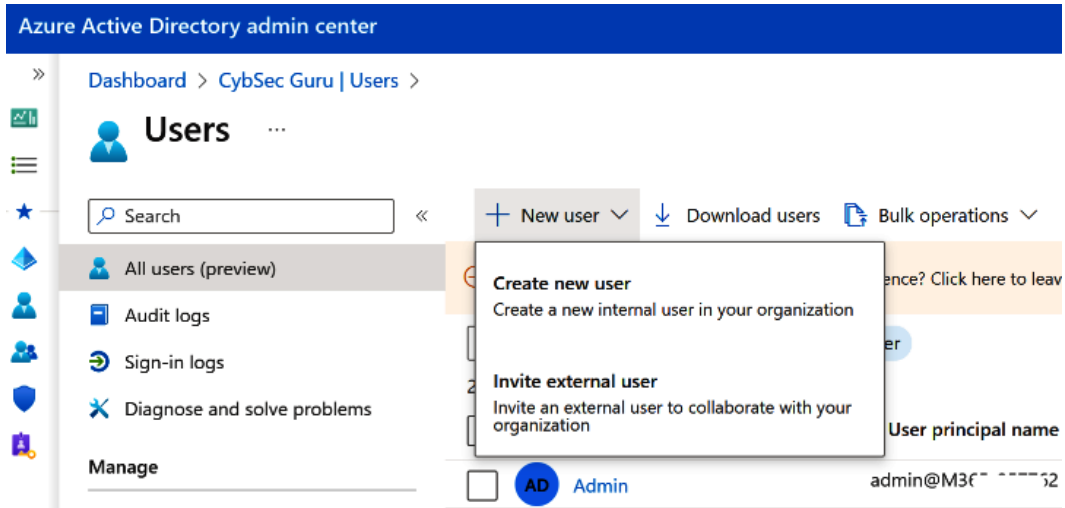 Azure Active Directory admin center
Dashboard > CybSec Guru | Users >
Users ...
Search
New user
Download users
Bulk operations
All users (preview)
Create new user
Create a new internal user in your organization
ence? Click here to leav
Audit logs
er
Sign-in logs
Invite external user
Invite an external user to collaborate with your
organization
Diagnose and solve problems
User principal name
Manage
AD Admin